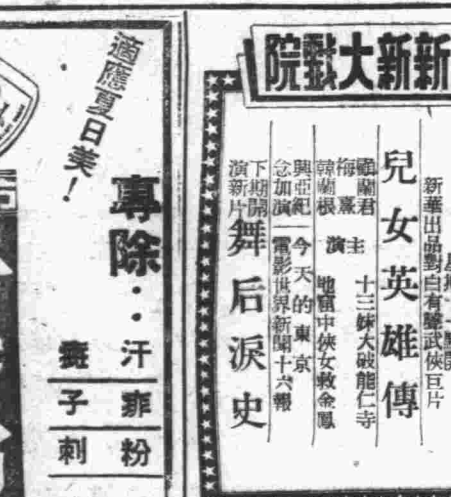 新新大戲院
新華出品對白有聲武俠巨片
兒女英雄傳
十三妹大破能仁寺
地窖中俠女救金鳳
顧蘭君
梅熹
韓蘭根
主演
興亞紀念加演
今天的東京
電影世界新聞十六報
下期開演新片
舞后淚史
適應夏日美!
專除:
汗
痱粉
子刺